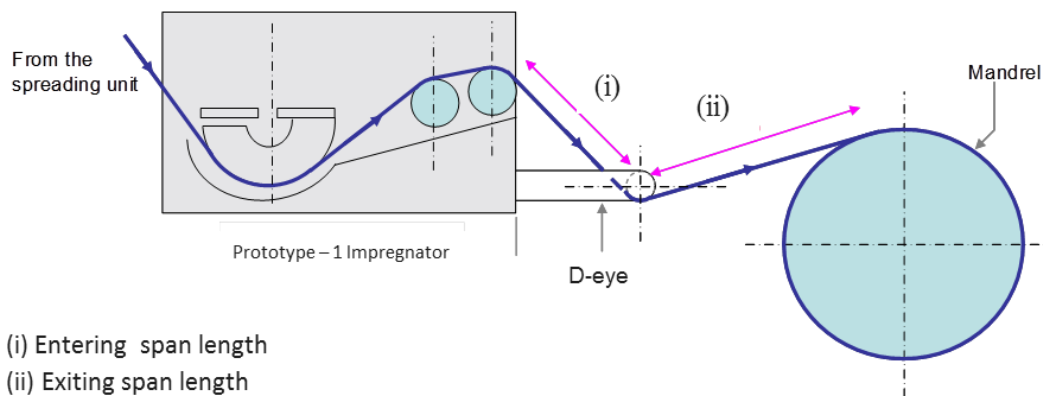 From the
spreading unit
(i)
(ii)
Mandrel
Prototype – 1 Impregnator
D-eye
(i) Entering span length
(ii) Exiting span length